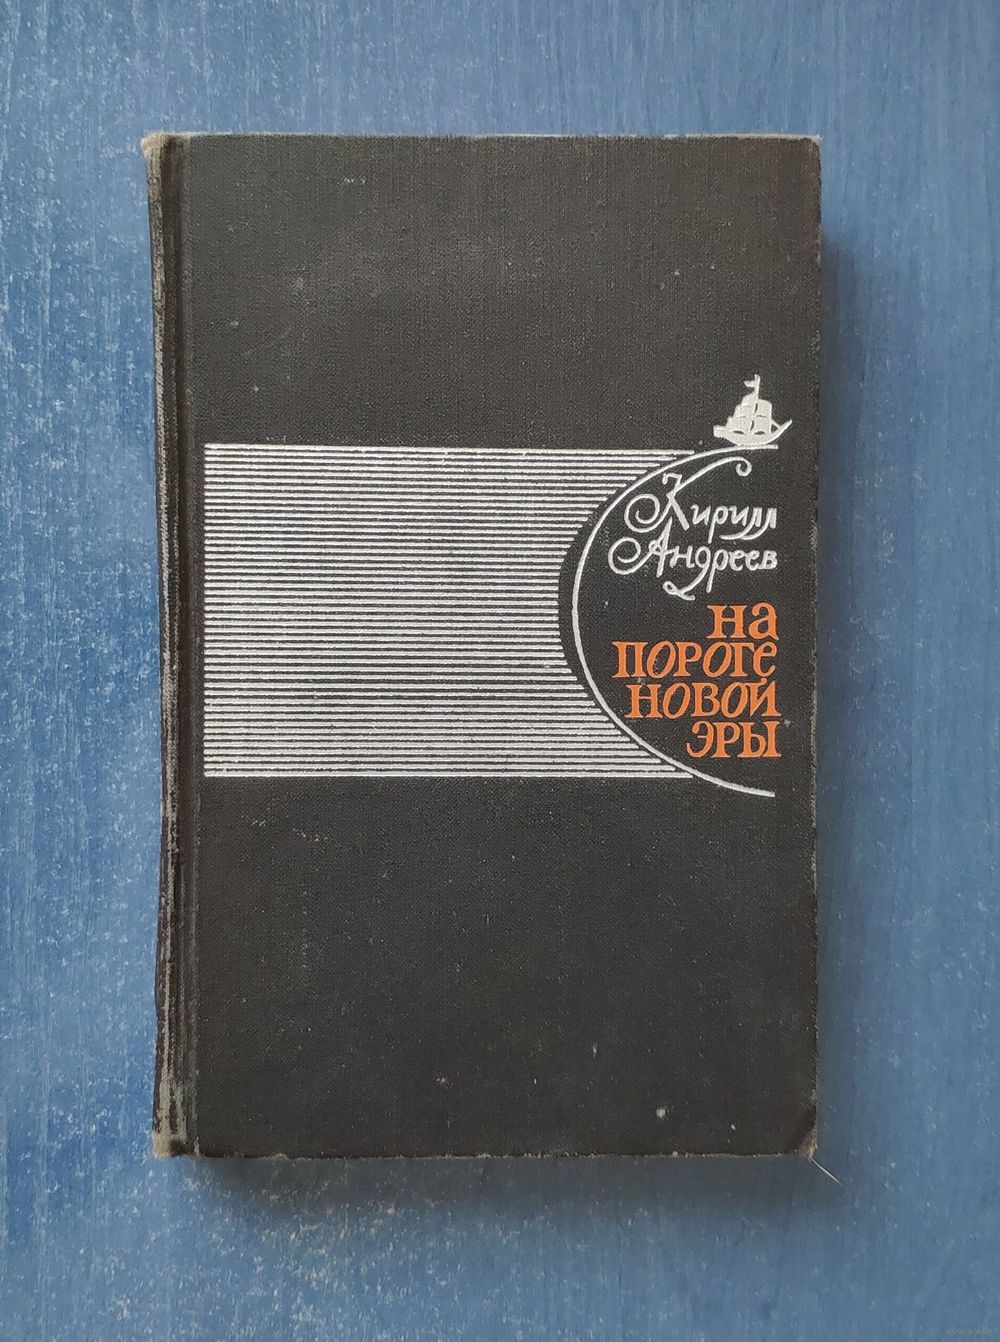 Кирилл
Андреев
на
пороге
новой
эры